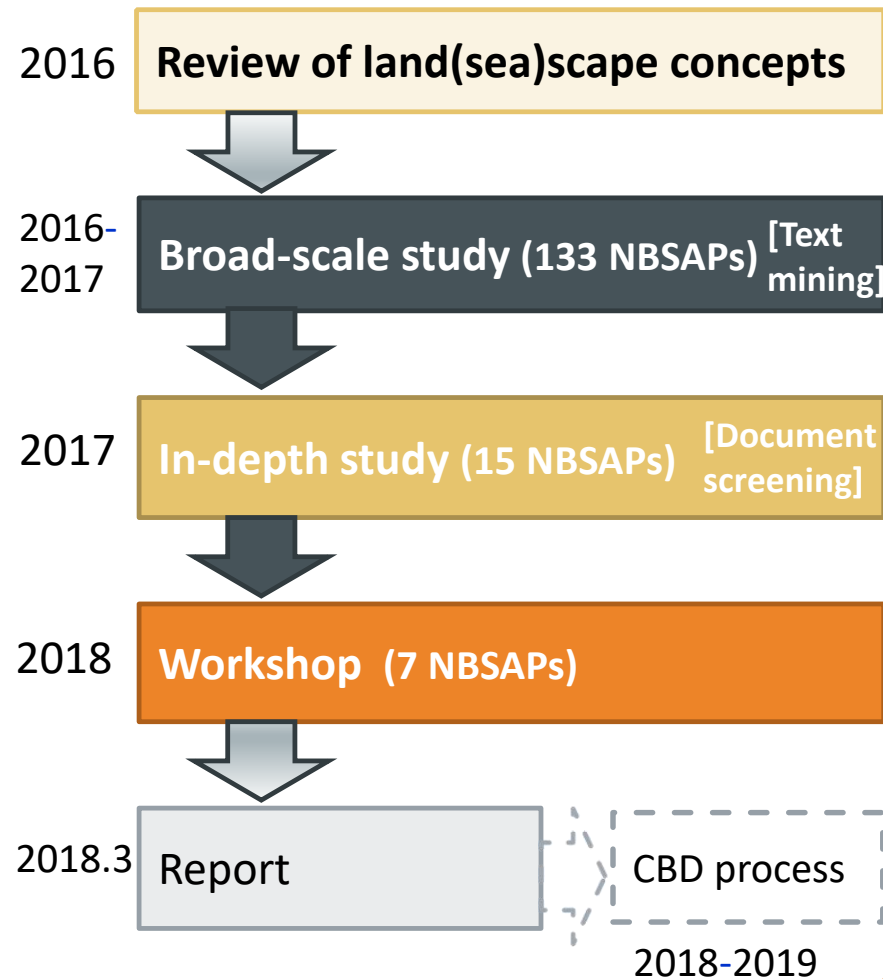 2016
Review of land(sea)scape concepts
2016-
2017
Broad-scale study (133 NBSAPs)
[Text
mining]
2017
In-depth study (15 NBSAPs)
[Document
screening]
2018
Workshop (7 NBSAPs)
2018.3
Report
CBD process
2018-2019